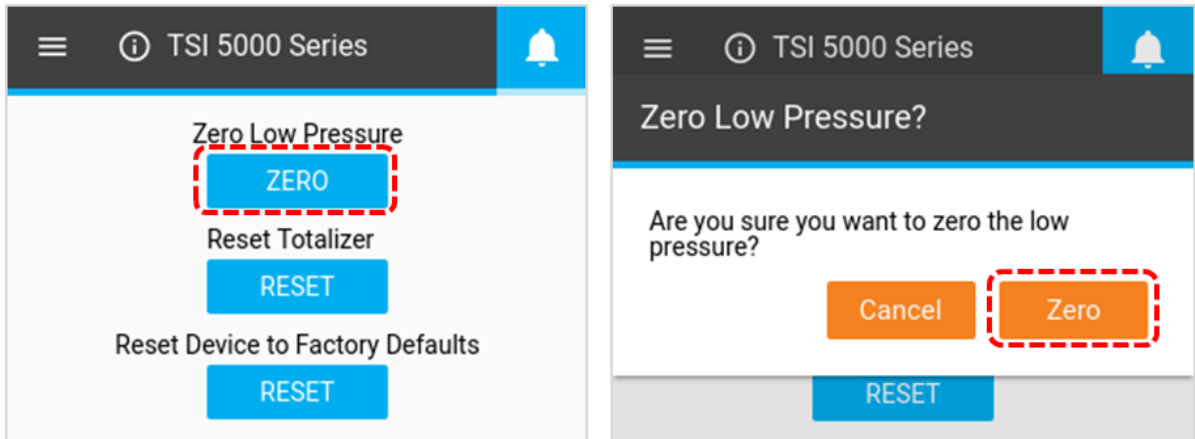 TSI 5000 Series
Zero Low Pressure
ZERO
Reset Totalizer
RESET
Reset Device to Factory Defaults
RESET
TSI 5000 Series
Zero Low Pressure?
Are you sure you want to zero the low
pressure?
Cancel Zero
RESET